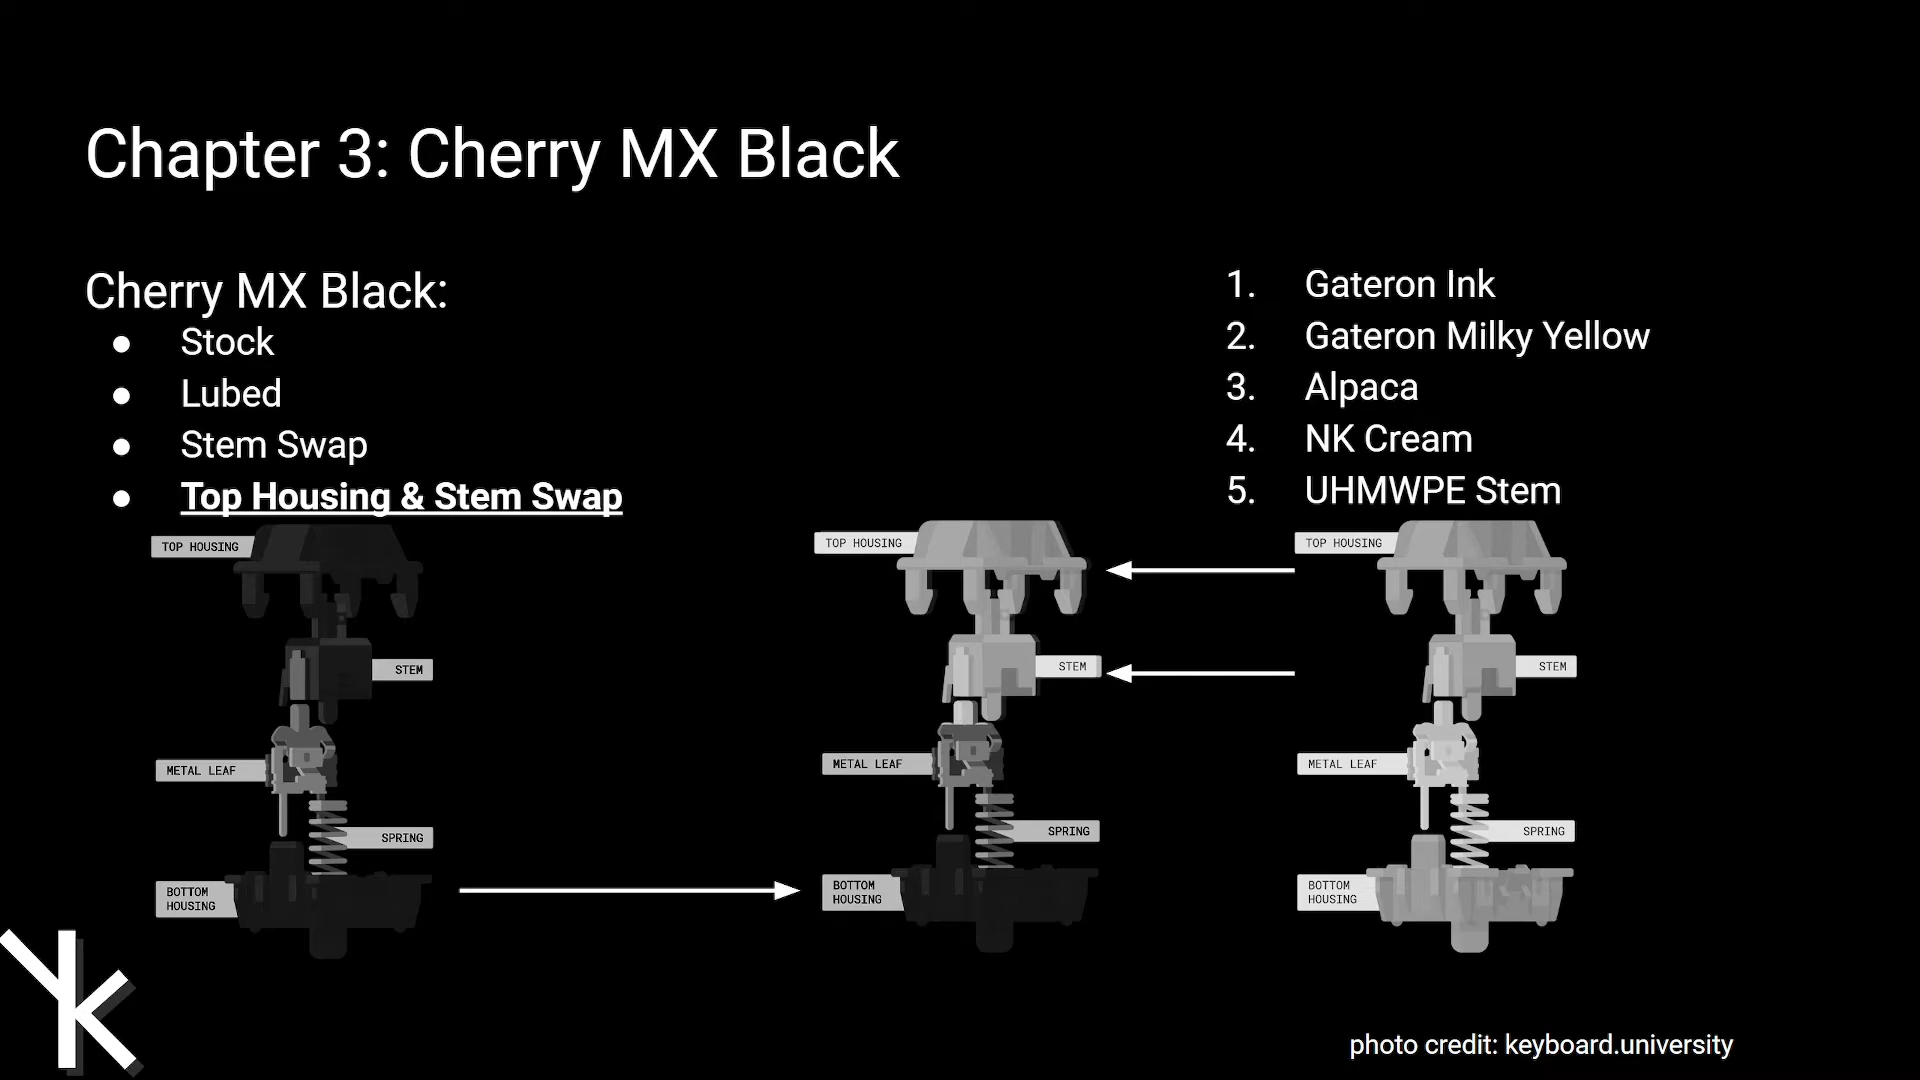 Chapter 3: Cherry MX Black
Cherry MX Black:
● Stock
● Lubed
● Stem Swap
● Top Housing & Stem Swap
1. Gateron Ink
2. Gateron Milky Yellow
3. Alpaca
4. NK Cream
5. UHMWPE Stem
TOP HOUSING
STEM
METAL LEAF
SPRING
BOTTOM
HOUSING
TOP HOUSING
STEM
METAL LEAF
SPRING
BOTTOM
HOUSING
TOP HOUSING
STEM
METAL LEAF
SPRING
BOTTOM
HOUSING
photo credit: keyboard.university